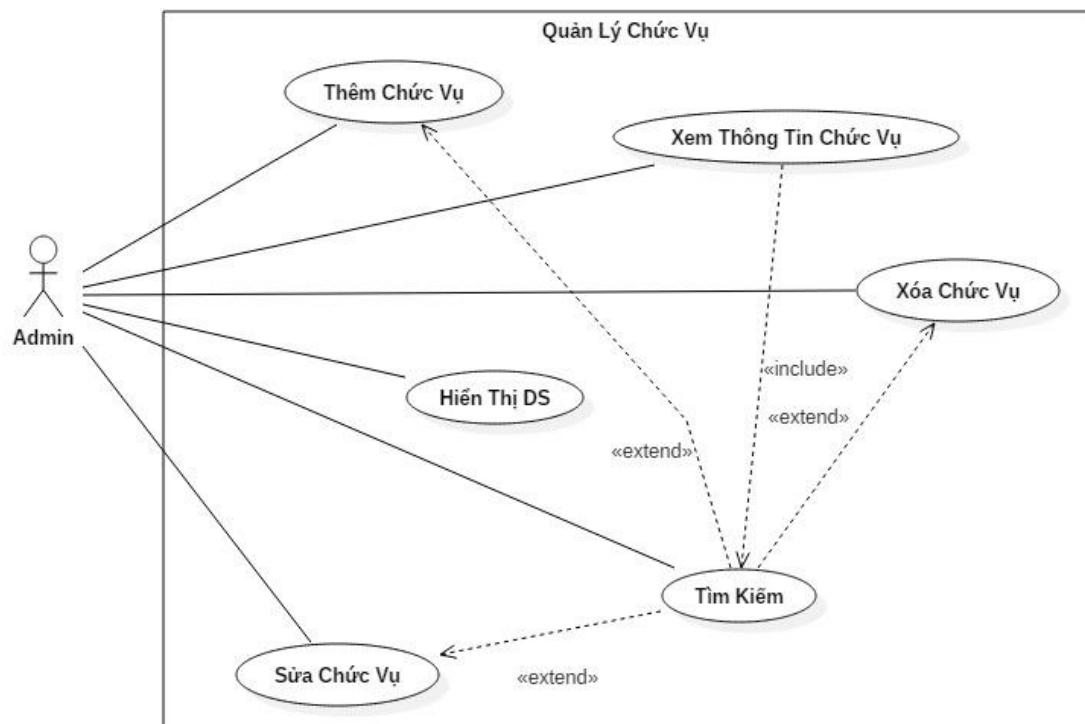 Quản Lý Chức Vụ
Thêm Chức Vụ
Xem Thông Tin Chức Vụ
Xóa Chức Vụ
Admin
«include»
Hiển Thị DS
«extend»
«extend»
Tìm Kiếm
Sửa Chức Vụ
«extend»